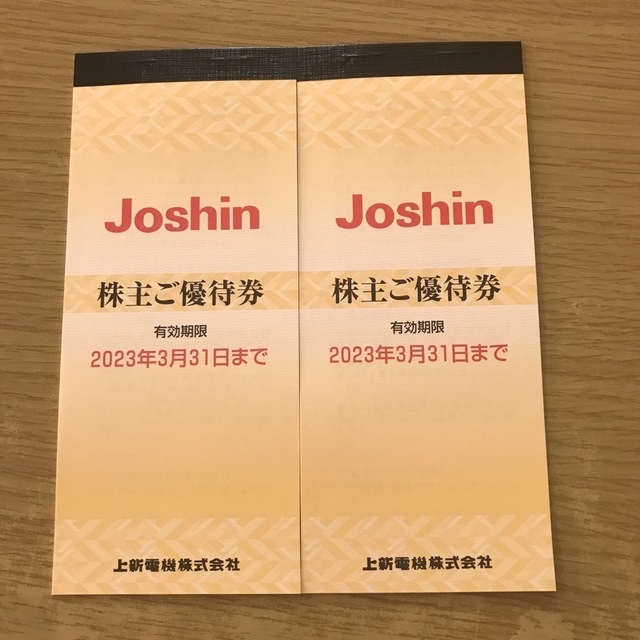 Joshin
株主ご優待券
有効期限
2023年3月31日まで
上新電機株式会社
Joshin
株主ご優待券
有効期限
2023年3月31日まで
上新電機株式会社